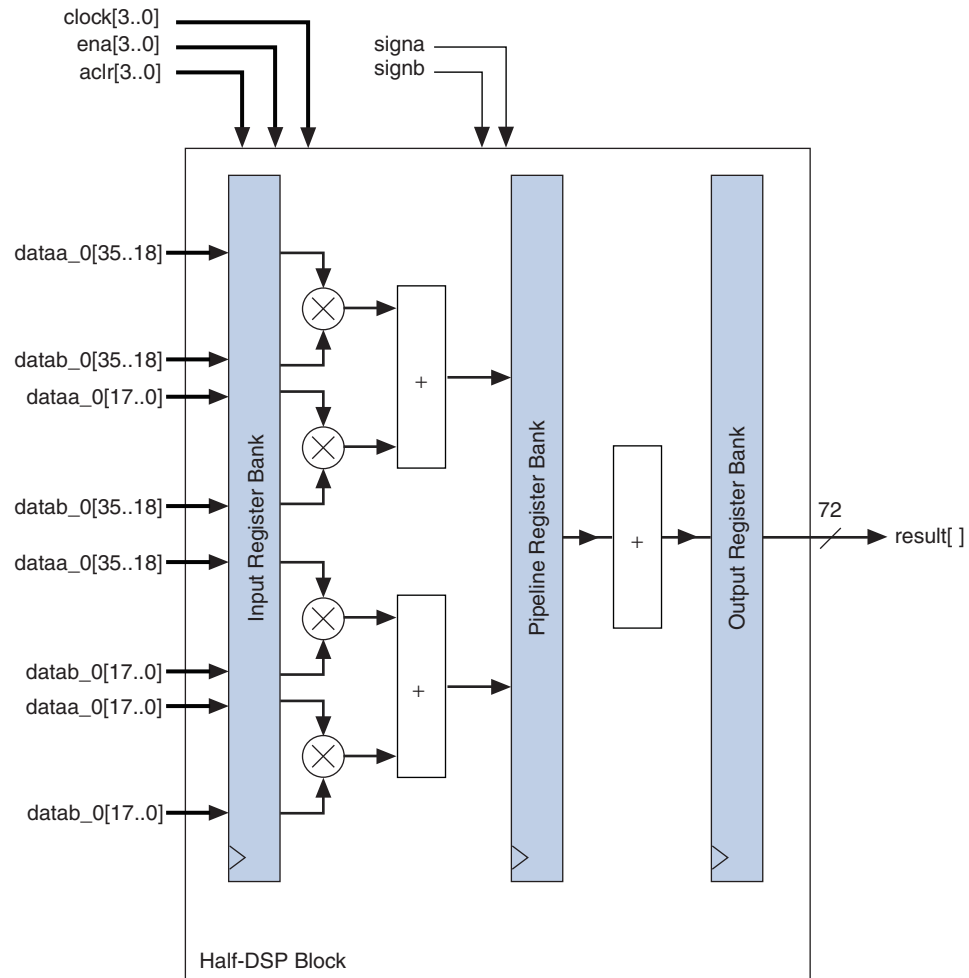 clock[3..0]
ena[3..0]
aclr[3..0]
signa
signb
dataa_0[35..18]
datab_0[35..18]
dataa_0[17..0]
datab_0[35..18]
dataa_0[35..18]
datab_0[17..0]
dataa_0[17..0]
datab_0[17..0]
Input Register Bank
+
+
Pipeline Register Bank
+
Output Register Bank
72
result[ ]
Half-DSP Block